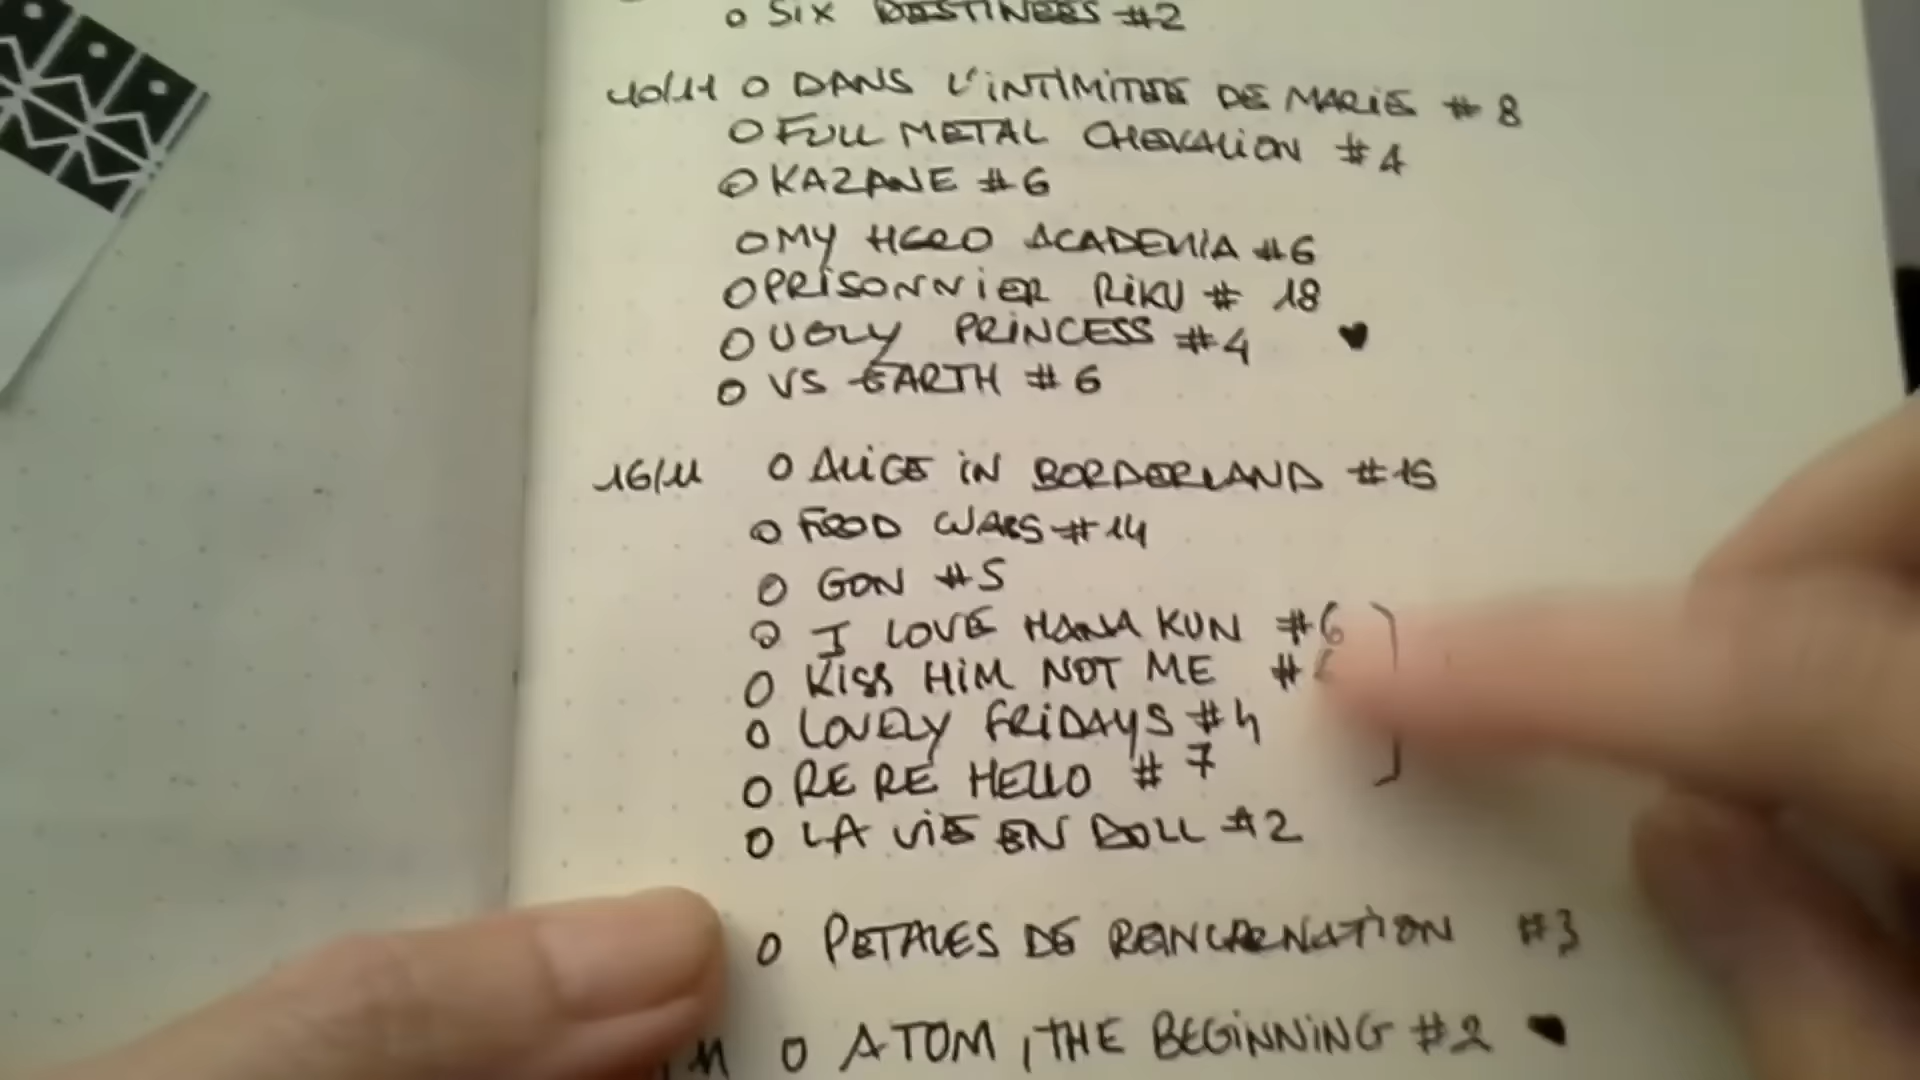 O SIX DESTINEES #2
10/11 O DANS L'INTIMITEE DE MARIE # 8
O FULL METAL CHEVALION # 4
O KAZANE #6
O MY HERO ACADEMIA #6
O PRISONNIER RIKU # 18
O UGLY PRINCESS #4 ♥
O VS EARTH #6
16/11 O ALICE IN BORDERLAND #15
O FOOD WARS #14
O GON #5
O I LOVE HANA KUN #6
O KISS HIM NOT ME #
O LOVELY FRIDAYS #4
O RE RE HELLO # 7
O LA VIE EN DOLL #2
O PETALES DE REINCARNATION #3
O ATOM, THE BEGINNING #2 ♥